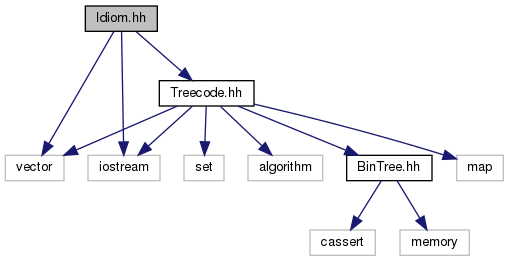 Idiom.hh
Treecode.hh
vector
iostream
set
algorithm
BinTree.hh
map
cassert
memory